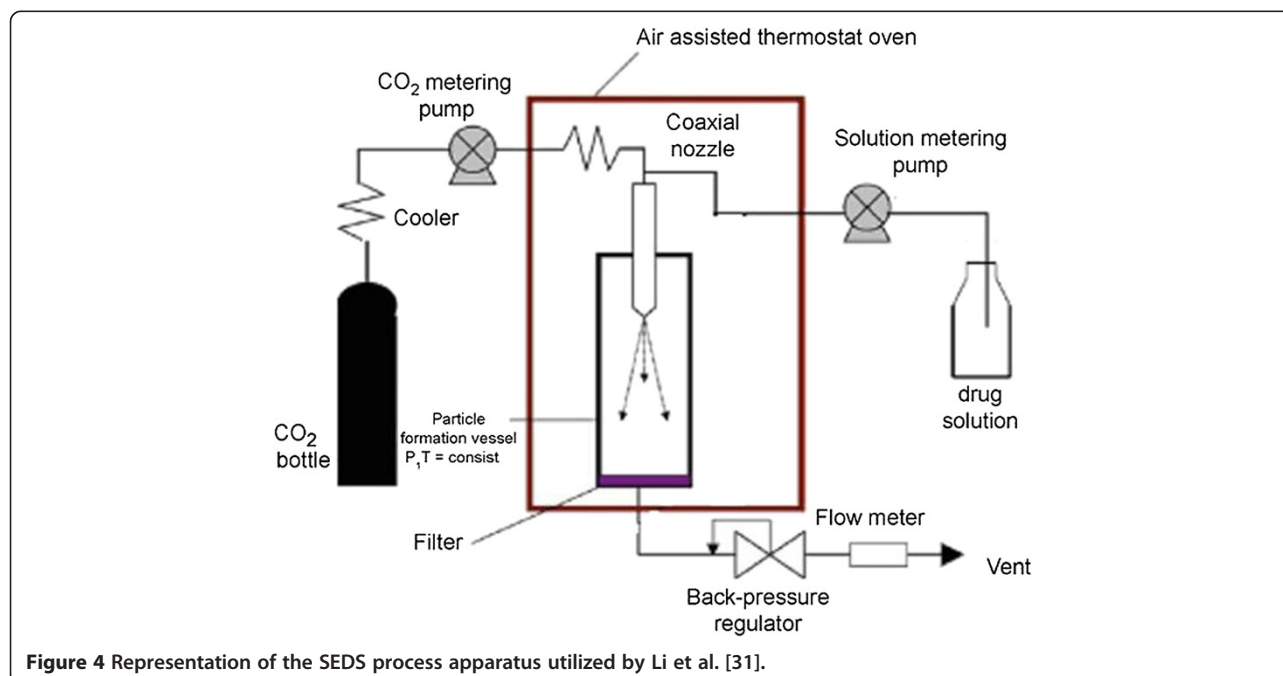 Air assisted thermostat oven
CO₂ metering
pump
Coaxial
nozzle
Solution metering
pump
Cooler
drug
solution
CO₂
bottle
Particle
formation vessel
P₁T = consist
Filter
Flow meter
Vent
Back-pressure
regulator
Figure 4 Representation of the SEDS process apparatus utilized by Li et al. [31].